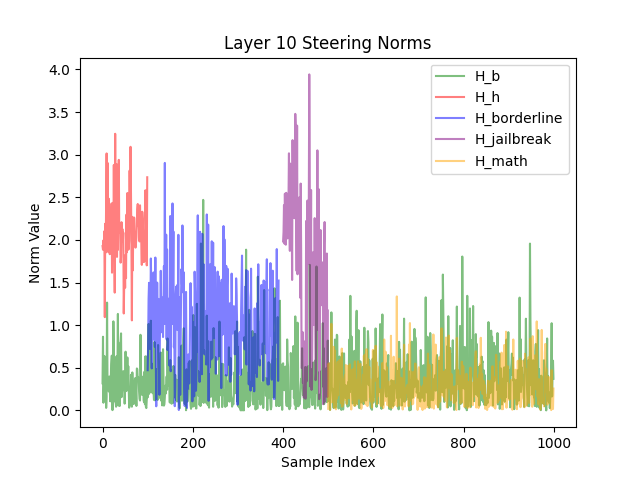 Layer 10 Steering Norms
H_b
H_h
H_borderline
H_jailbreak
H_math
Norm Value
4.0
3.5
3.0
2.5
2.0
1.5
1.0
0.5
0.0
0 200 400 600 800 1000
Sample Index